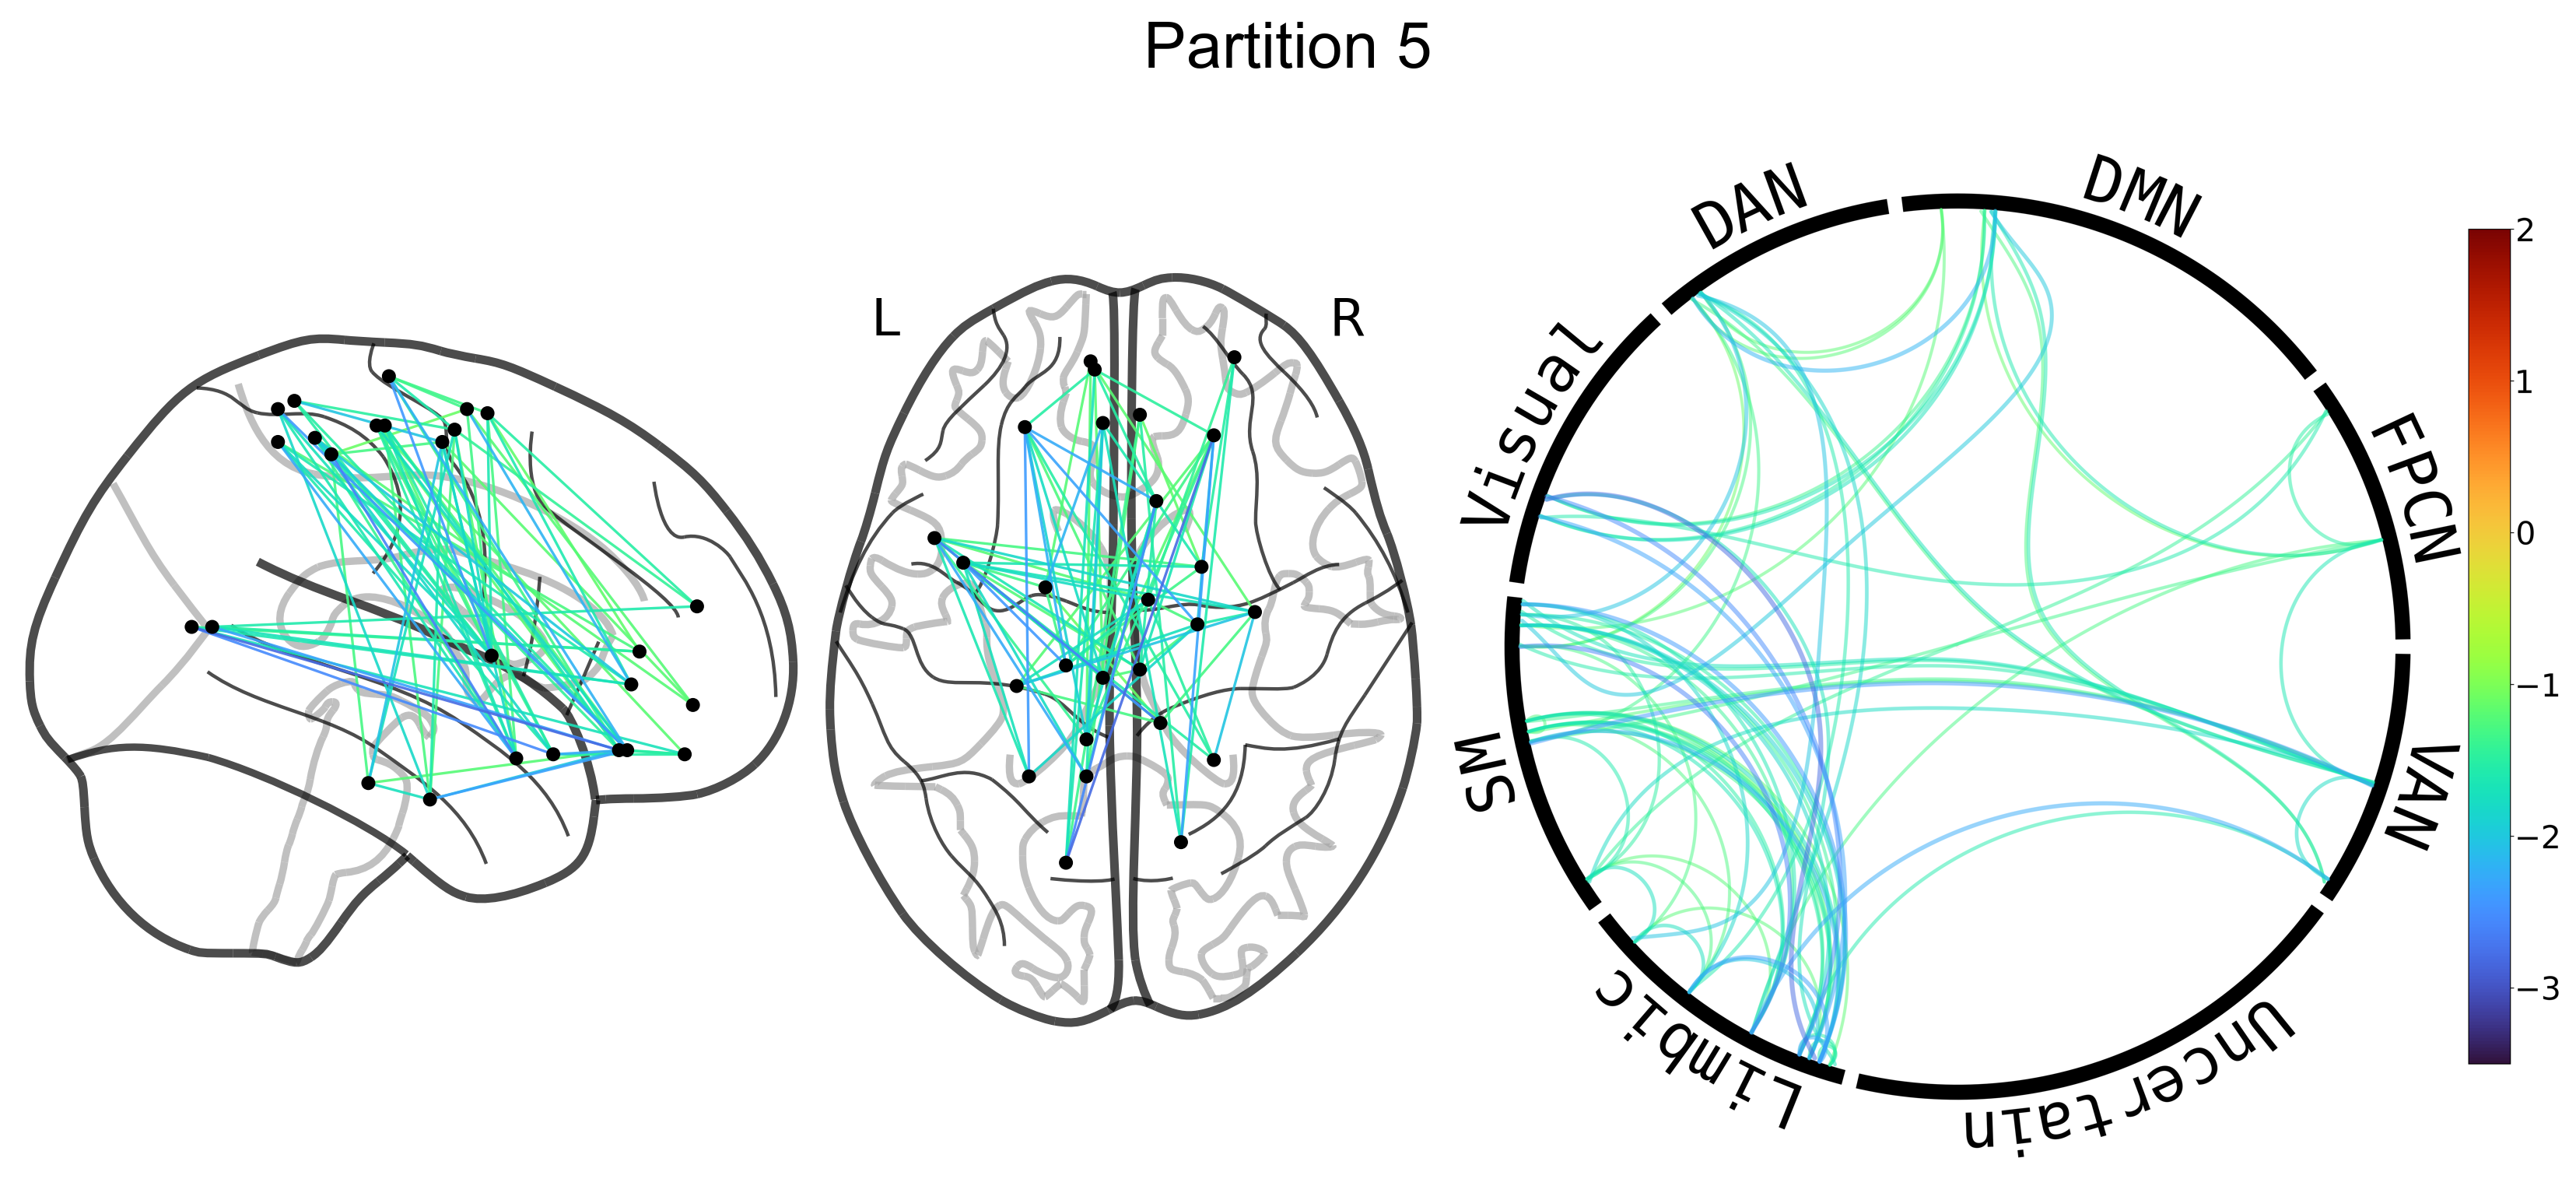 Partition 5
L
R
DAN
DMN
Visual
FPCN
SM
VAN
Limbic
Uncertain
2
1
0
−1
−2
−3